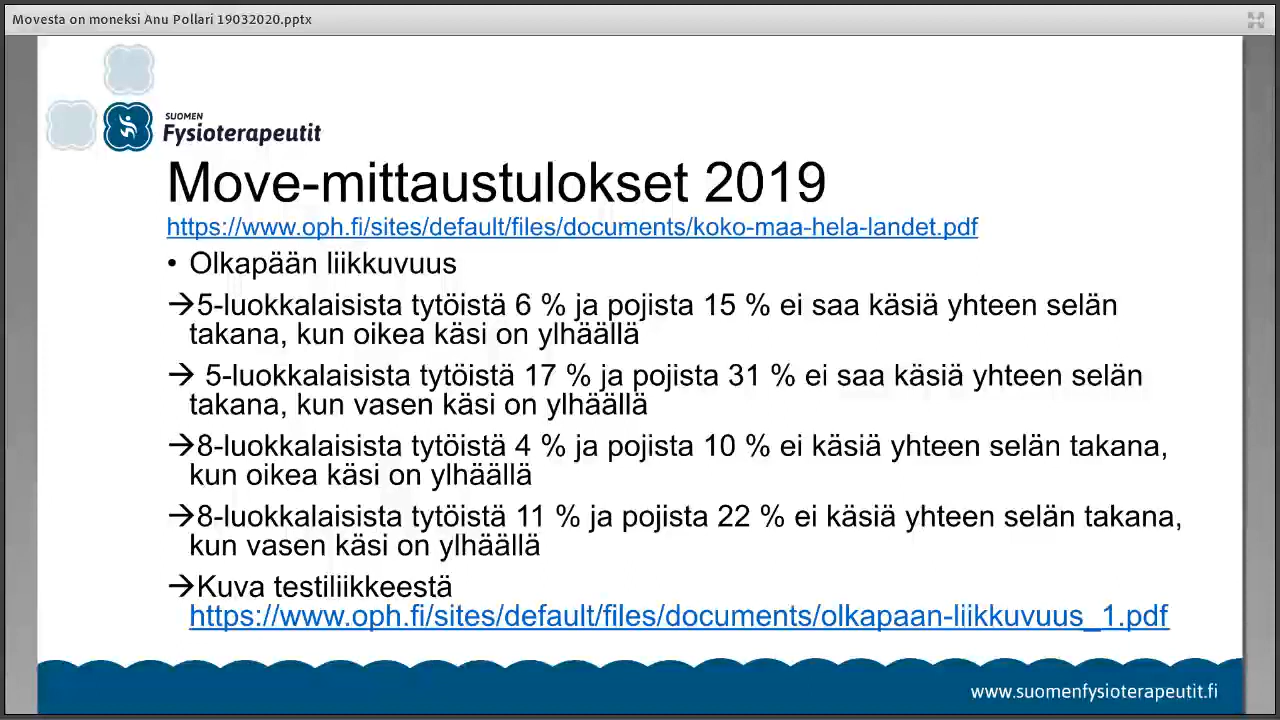 Movesta on moneksi Anu Pollari 19032020.pptx
SUOMEN
Fysioterapeutit
Move-mittaustulokset 2019
https://www.oph.fi/sites/default/files/documents/koko-maa-hela-landet.pdf
• Olkapään liikkuvuus
→5-luokkalaisista tytöistä 6 % ja pojista 15 % ei saa käsiä yhteen selän
takana, kun oikea käsi on ylhäällä
→ 5-luokkalaisista tytöistä 17 % ja pojista 31 % ei saa käsiä yhteen selän
takana, kun vasen käsi on ylhäällä
→8-luokkalaisista tytöistä 4 % ja pojista 10 % ei käsiä yhteen selän takana,
kun oikea käsi on ylhäällä
→8-luokkalaisista tytöistä 11 % ja pojista 22 % ei käsiä yhteen selän takana,
kun vasen käsi on ylhäällä
→Kuva testiliikkeestä
https://www.oph.fi/sites/default/files/documents/olkapaan-liikkuvuus_1.pdf
www.suomenfysioterapeutit.fi